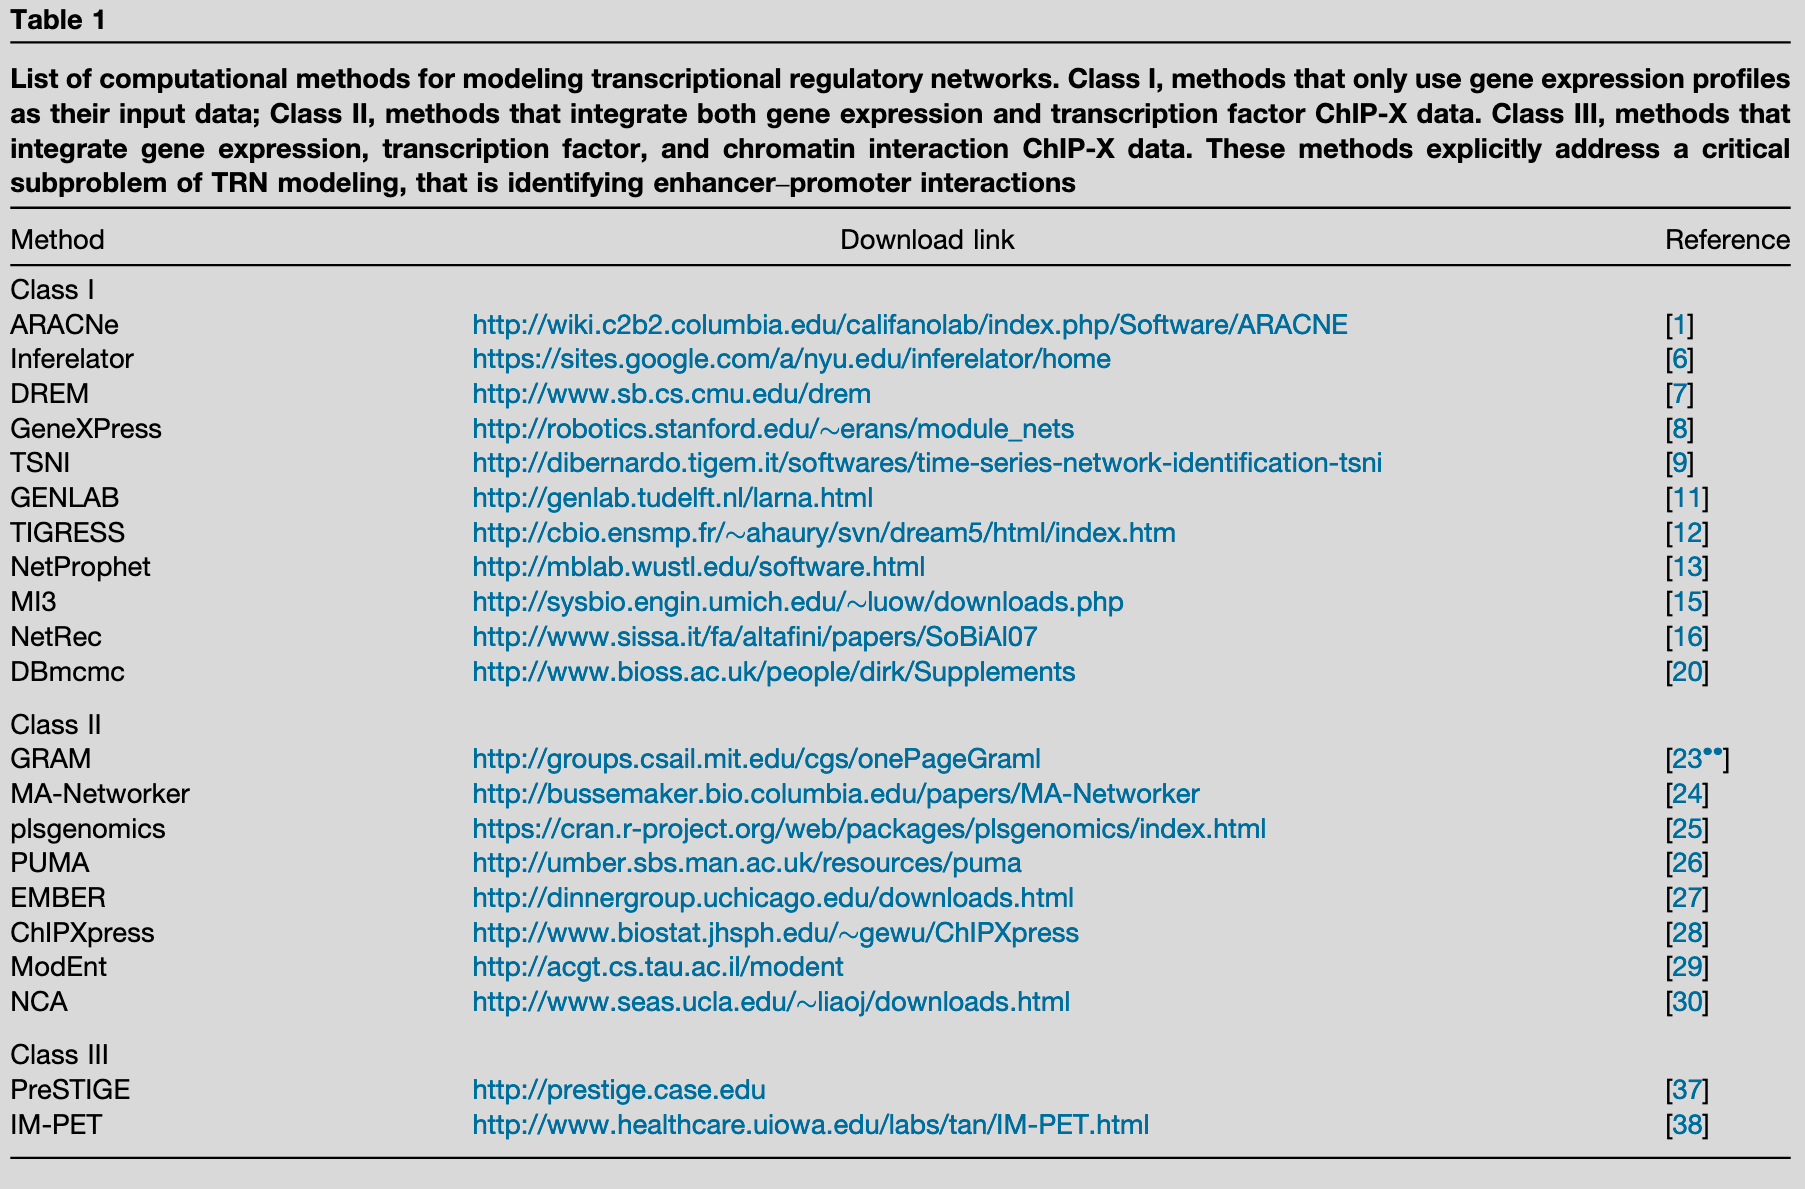 Table 1
List of computational methods for modeling transcriptional regulatory networks. Class I, methods that only use gene expression profiles
as their input data; Class II, methods that integrate both gene expression and transcription factor ChIP-X data. Class III, methods that
integrate gene expression, transcription factor, and chromatin interaction ChIP-X data. These methods explicitly address a critical
subproblem of TRN modeling, that is identifying enhancer–promoter interactions
Method Download link Reference
Class I
ARACNe http://wiki.c2b2.columbia.edu/califanolab/index.php/Software/ARACNE [1]
Inferelator https://sites.google.com/a/nyu.edu/inferelator/home [6]
DREM http://www.sb.cs.cmu.edu/drem [7]
GeneXPress http://robotics.stanford.edu/~erans/module_nets [8]
TSNI http://dibernardo.tigem.it/softwares/time-series-network-identification-tsni [9]
GENLAB http://genlab.tudelft.nl/larna.html [11]
TIGRESS http://cbio.ensmp.fr/~ahaury/svn/dream5/html/index.htm [12]
NetProphet http://mblab.wustl.edu/software.html [13]
MI3 http://sysbio.engin.umich.edu/~luow/downloads.php [15]
NetRec http://www.sissa.it/fa/altafini/papers/SoBiAl07 [16]
DBmcmc http://www.bioss.ac.uk/people/dirk/Supplements [20]
Class II
GRAM http://groups.csail.mit.edu/cgs/onePageGraml [23••]
MA-Networker http://bussemaker.bio.columbia.edu/papers/MA-Networker [24]
plsgenomics https://cran.r-project.org/web/packages/plsgenomics/index.html [25]
PUMA http://umber.sbs.man.ac.uk/resources/puma [26]
EMBER http://dinnergroup.uchicago.edu/downloads.html [27]
ChIPXpress http://www.biostat.jhsph.edu/~gewu/ChIPXpress [28]
ModEnt http://acgt.cs.tau.ac.il/modent [29]
NCA http://www.seas.ucla.edu/~liaoj/downloads.html [30]
Class III
PreSTIGE http://prestige.case.edu [37]
IM-PET http://www.healthcare.uiowa.edu/labs/tan/IM-PET.html [38]